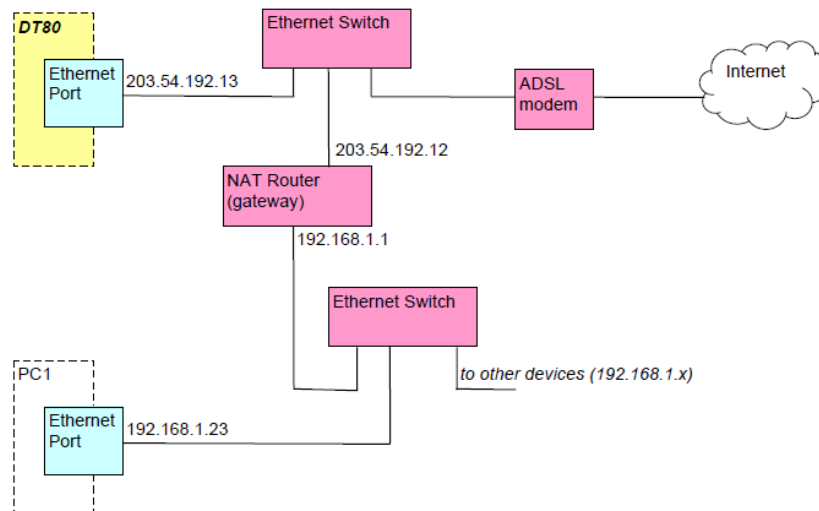 DT80
Ethernet Switch
Ethernet
Port
203.54.192.13
ADSL
modem
Internet
203.54.192.12
NAT Router
(gateway)
192.168.1.1
Ethernet Switch
to other devices (192.168.1.x)
PC1
Ethernet
Port
192.168.1.23